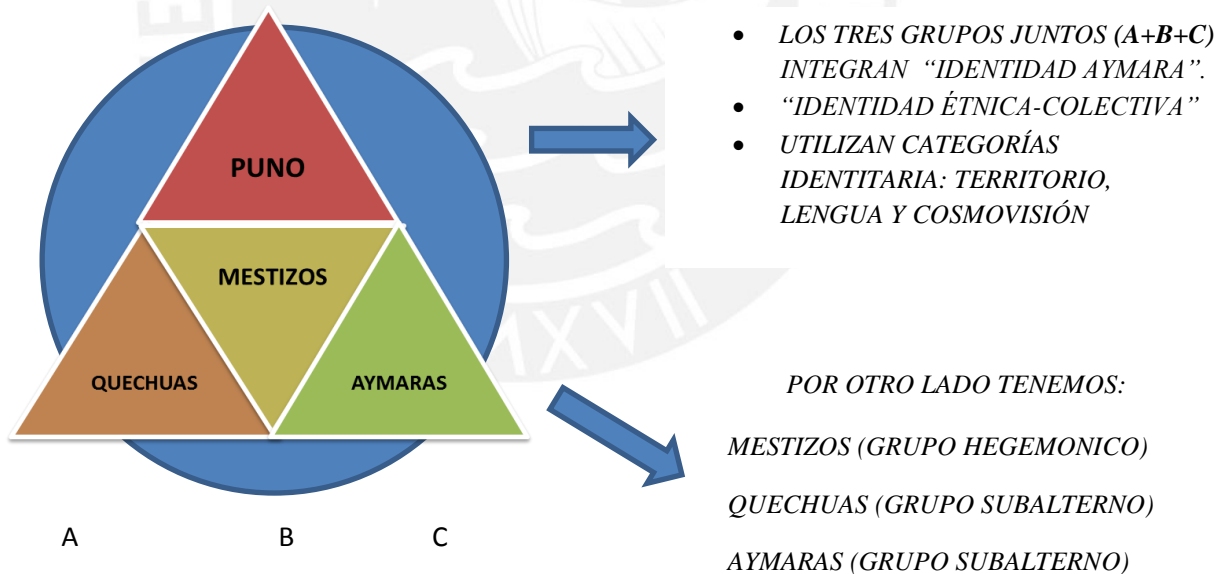 PUNO
MESTIZOS
QUECHUAS
AYMARAS
A B C
• LOS TRES GRUPOS JUNTOS (A+B+C)
INTEGRAN “IDENTIDAD AYMARA”.
• “IDENTIDAD ÉTNICA-COLECTIVA”
• UTILIZAN CATEGORÍAS
IDENTITARIA: TERRITORIO,
LENGUA Y COSMOVISIÓN
POR OTRO LADO TENEMOS:
MESTIZOS (GRUPO HEGEMONICO)
QUECHUAS (GRUPO SUBALTERNO)
AYMARAS (GRUPO SUBALTERNO)